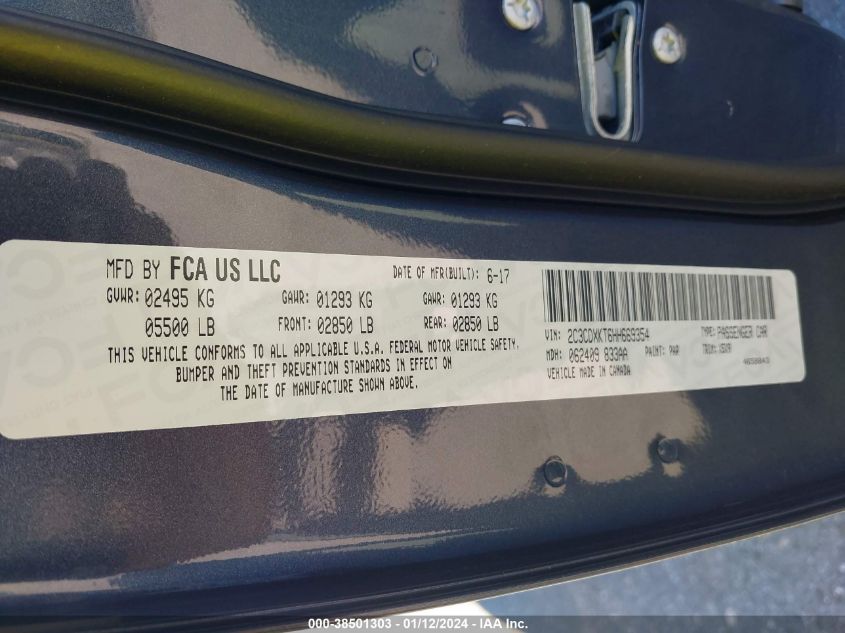 MFD BY FCA US LLC DATE OF MFR(BUILT): 6-17
GVWR: 02495 KG GAWR: 01293 KG GAWR: 01293 KG
05500 LB FRONT: 02850 LB REAR: 02850 LB
THIS VEHICLE CONFORMS TO ALL APPLICABLE U.S.A. FEDERAL MOTOR VEHICLE SAFETY,
BUMPER AND THEFT PREVENTION STANDARDS IN EFFECT ON
THE DATE OF MANUFACTURE SHOWN ABOVE.
VIN: 2C3CDXKT6HH669354 TYPE: PASSENGER CAR
MDH: 062409 833AA PAINT: PAR TRIM:
VEHICLE MADE IN CANADA
000-38501303 - 01/12/2024 - IAA Inc.